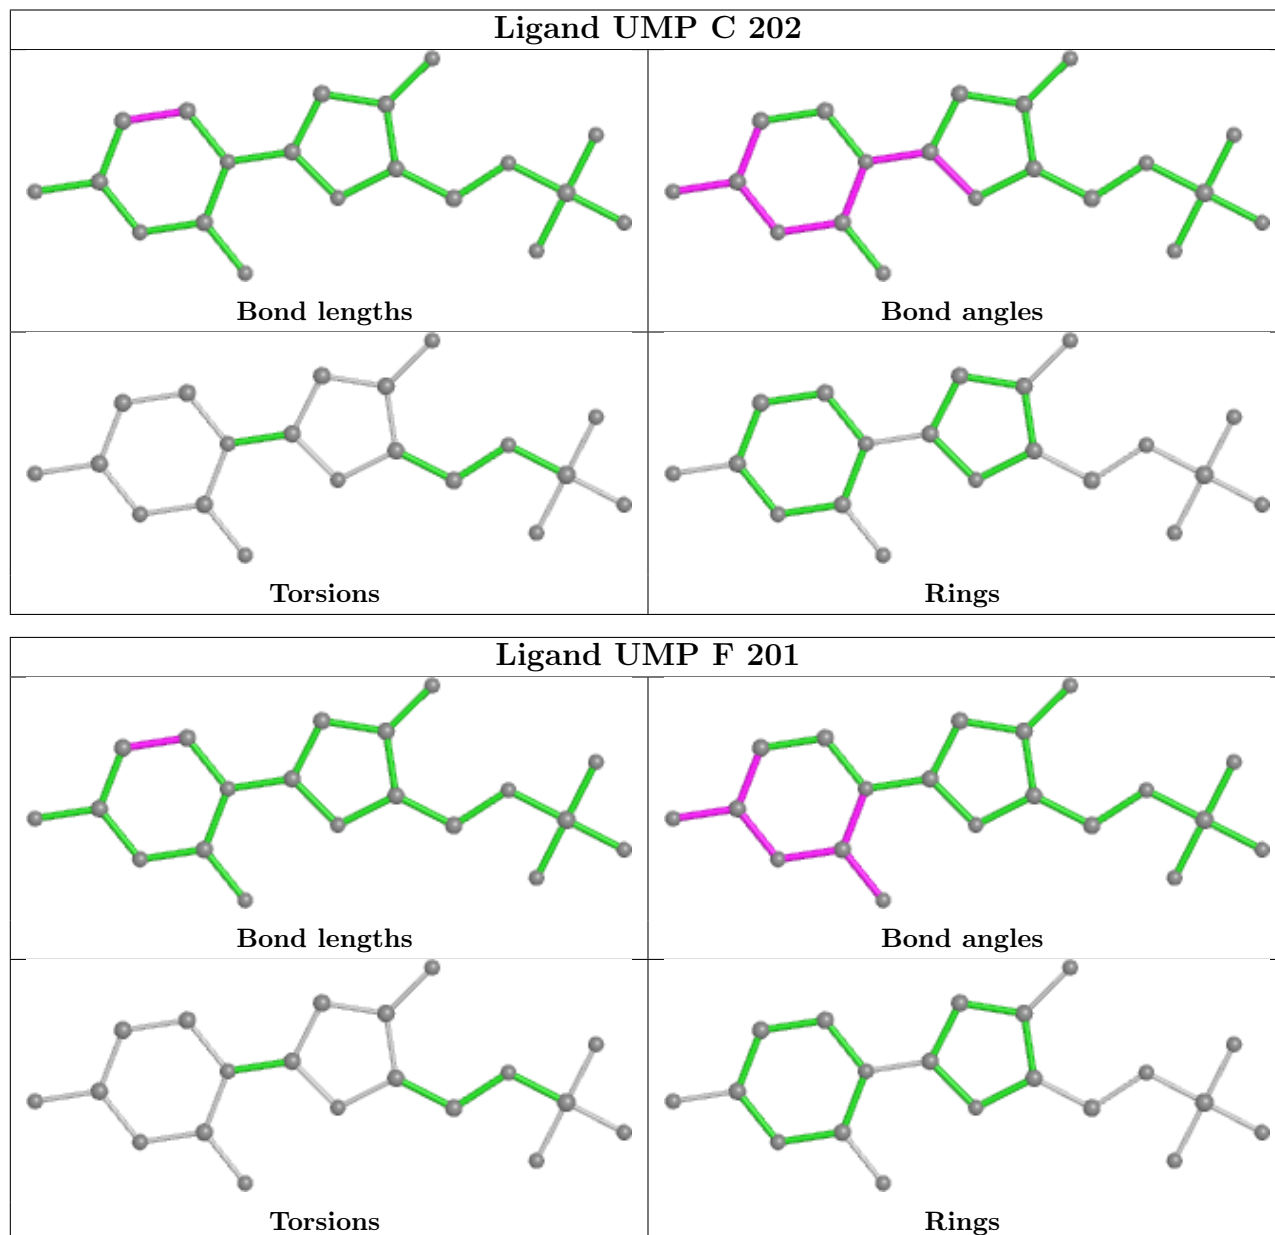 Ligand UMP C 202
Bond lengths
Bond angles
Torsions
Rings
Ligand UMP F 201
Bond lengths
Bond angles
Torsions
Rings